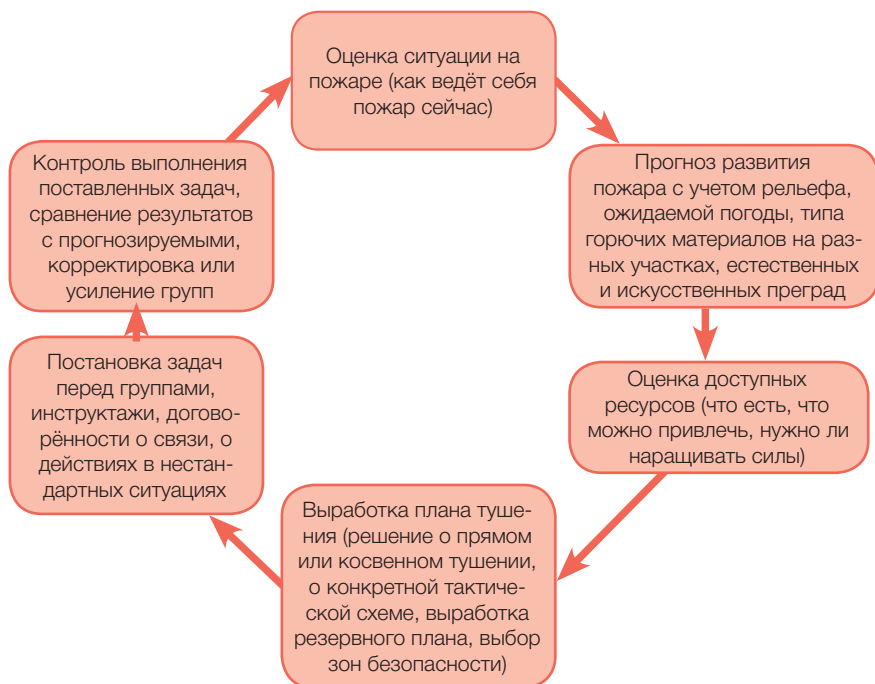 Оценка ситуации на
пожаре (как ведёт себя
пожар сейчас)
Прогноз развития
пожара с учетом рельефа,
ожидаемой погоды, типа
горючих материалов на раз-
ных участках, естественных
и искусственных преград
Оценка доступных
ресурсов (что есть, что
можно привлечь, нужно ли
наращивать силы)
Выработка плана туше-
ния (решение о прямом
или косвенном тушении,
о конкретной тактиче-
ской схеме, выработка
резервного плана, выбор
зон безопасности)
Постановка задач
перед группами,
инструктажи, догово-
рённости о связи, о
действиях в нестан-
дартных ситуациях
Контроль выполнения
поставленных задач,
сравнение результатов
с прогнозируемыми,
корректировка или
усиление групп